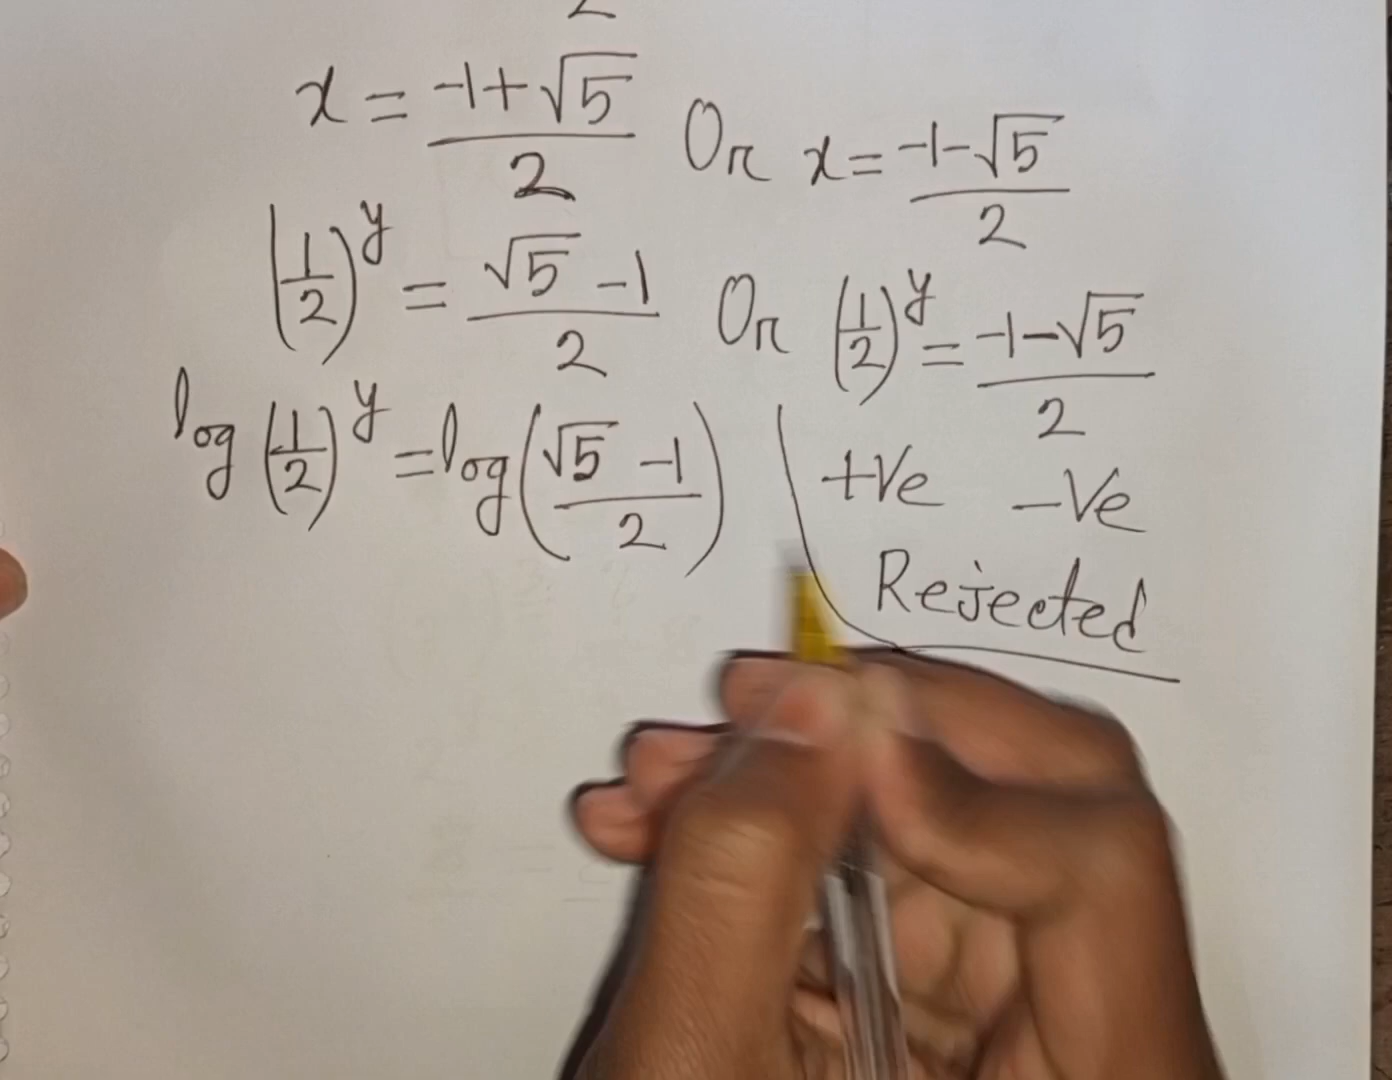 x = (-1+√5)/2 Or x = (-1-√5)/2
(1/2)^y = (√5 -1)/2 Or (1/2)^y = (-1-√5)/2
log (1/2)^y = log((√5 -1)/2) +Ve -Ve
Rejected